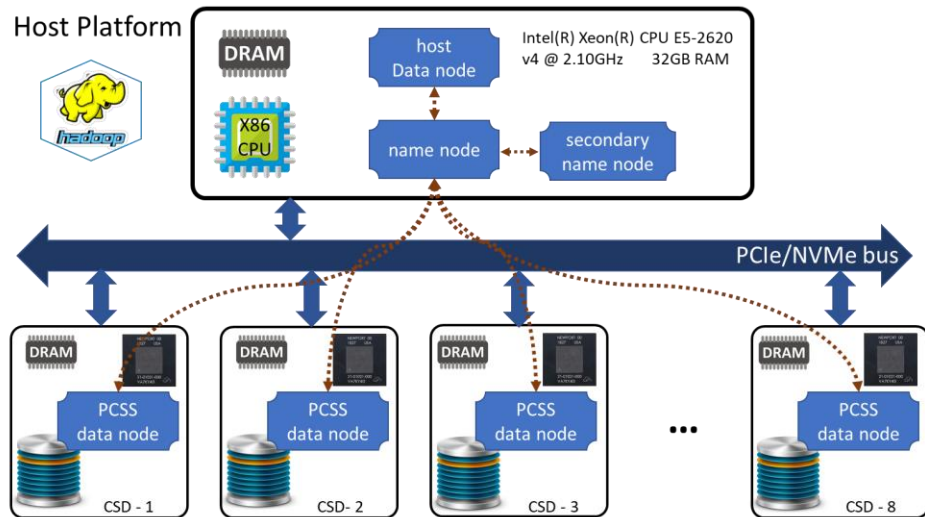 Host Platform
hadoop
DRAM
X86
CPU
host
Data node
Intel(R) Xeon(R) CPU E5-2620
v4 @ 2.10GHz 32GB RAM
name node
secondary
name node
PCIe/NVMe bus
DRAM
PCSS
data node
CSD - 1
DRAM
PCSS
data node
CSD- 2
DRAM
PCSS
data node
CSD - 3
...
DRAM
PCSS
data node
CSD - 8